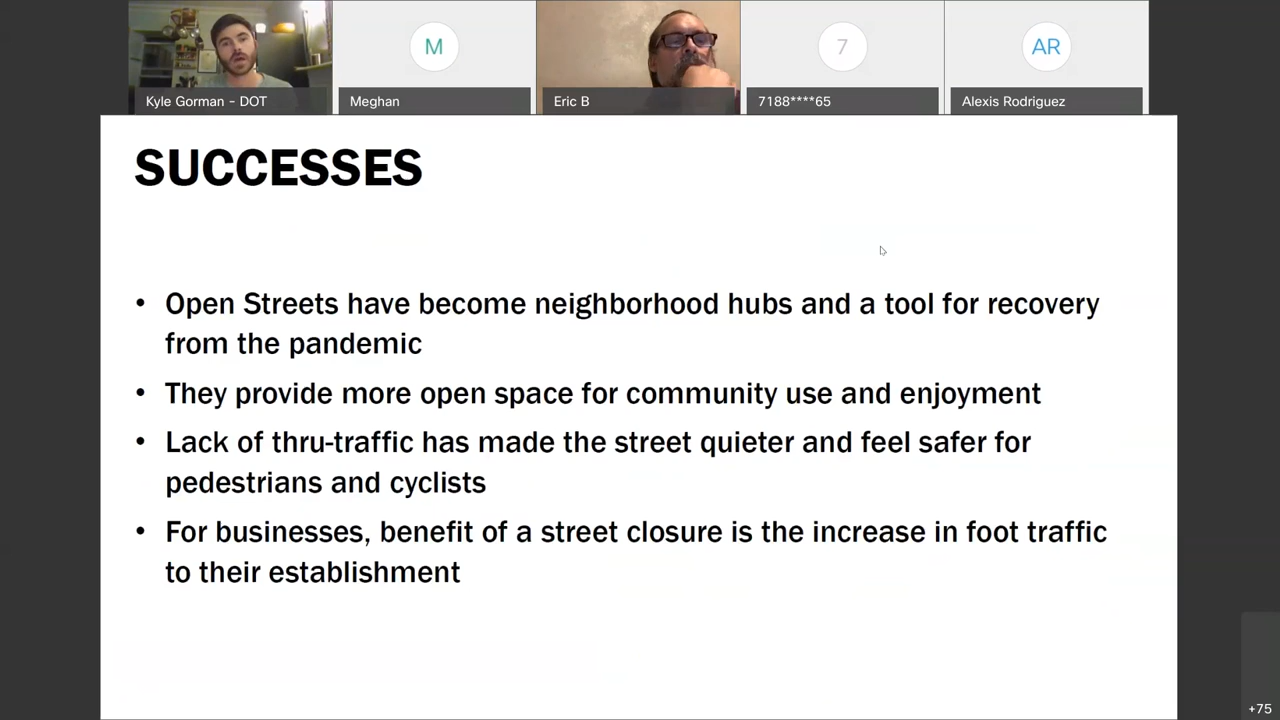 M
7
AR
Kyle Gorman - DOT
Meghan
Eric B
7188****65
Alexis Rodriguez
SUCCESSES
• Open Streets have become neighborhood hubs and a tool for recovery
from the pandemic
• They provide more open space for community use and enjoyment
• Lack of thru-traffic has made the street quieter and feel safer for
pedestrians and cyclists
• For businesses, benefit of a street closure is the increase in foot traffic
to their establishment
+75